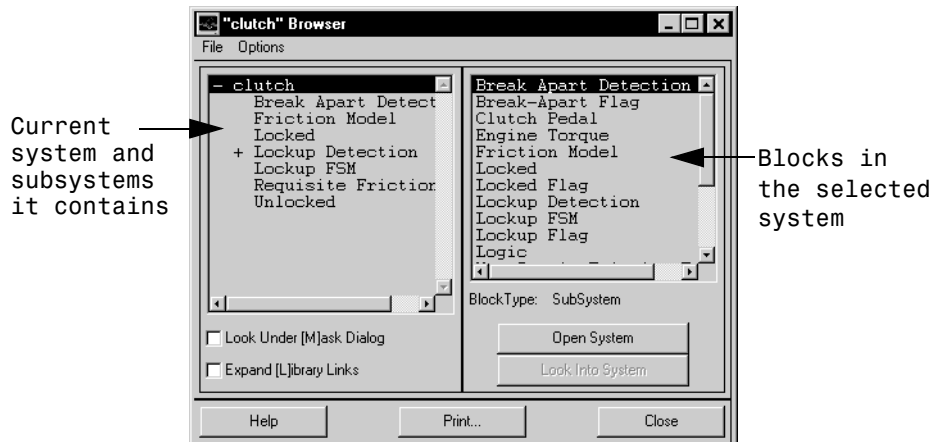 "clutch" Browser
File Options
- clutch
Break Apart Detect
Friction Model
Locked
+ Lockup Detection
Lockup FSM
Requisite Friction
Unlocked
Break Apart Detection
Break-Apart Flag
Clutch Pedal
Engine Torque
Friction Model
Locked
Locked Flag
Lockup Detection
Lockup FSM
Lockup Flag
Logic
Current
system and
subsystems
it contains
Blocks in
the selected
system
BlockType: SubSystem
Look Under [M]ask Dialog
Expand [L]ibrary Links
Open System
Look Into System
Help
Print...
Close